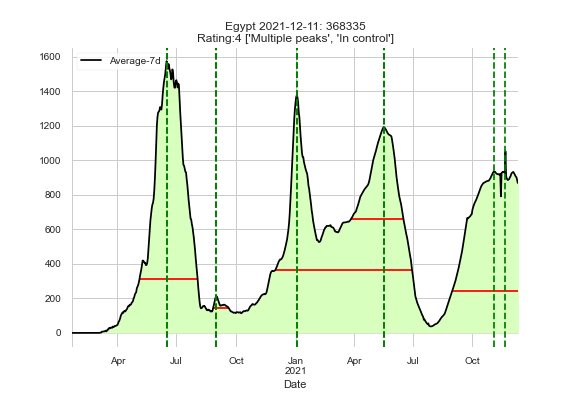 Egypt 2021-12-11: 368335
Rating:4 ['Multiple peaks', 'In control']
Average-7d
1600
1400
1200
1000
800
600
400
200
0
Apr
Jul
Oct
Jan
2021
Apr
Jul
Oct
Date